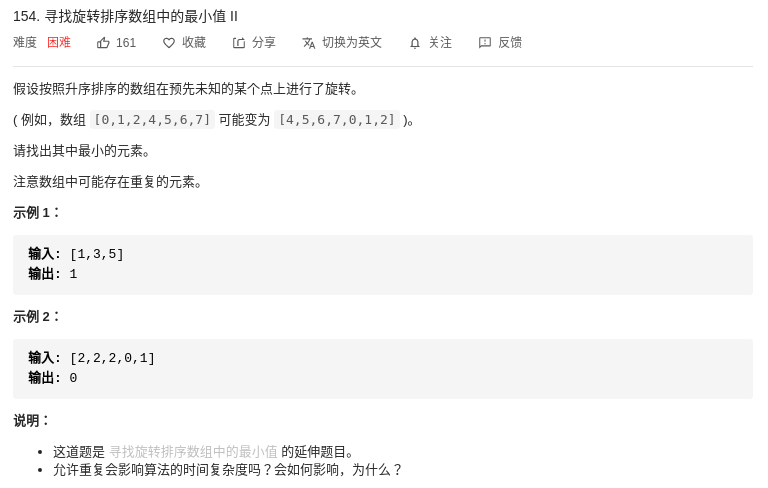 154. 寻找旋转排序数组中的最小值 II
难度 困难 161 收藏 分享 切换为英文 关注 反馈
假设按照升序排序的数组在预先未知的某个点上进行了旋转。
( 例如，数组 [0,1,2,4,5,6,7] 可能变为 [4,5,6,7,0,1,2] )。
请找出其中最小的元素。
注意数组中可能存在重复的元素。
示例 1：
输入: [1,3,5]
输出: 1
示例 2：
输入: [2,2,2,0,1]
输出: 0
说明：
• 这道题是 寻找旋转排序数组中的最小值 的延伸题目。
• 允许重复会影响算法的时间复杂度吗？会如何影响，为什么？